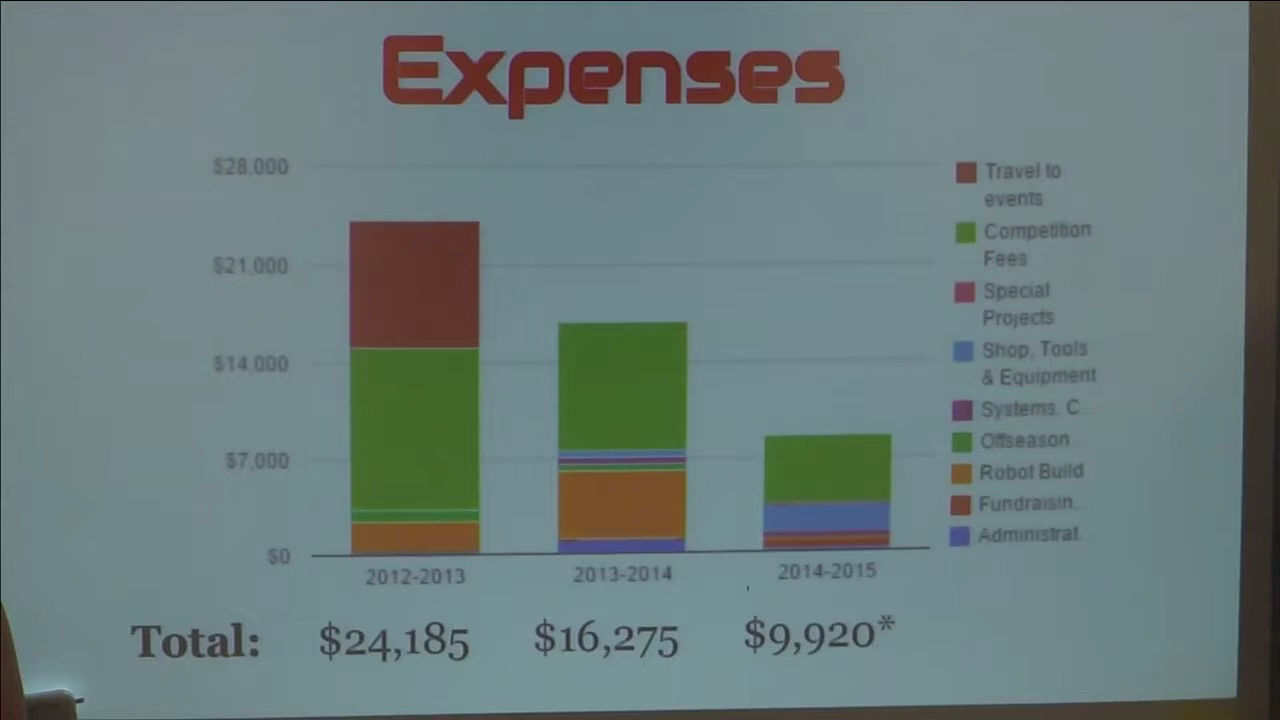 Expenses
$28,000
$21,000
$14,000
$7,000
$0
2012-2013
2013-2014
2014-2015
Travel to
events
Competition
Fees
Special
Projects
Shop, Tools
& Equipment
Systems. C...
Offseason
Robot Build
Fundraisin...
Administrat...
Total: $24,185 $16,275 $9,920*